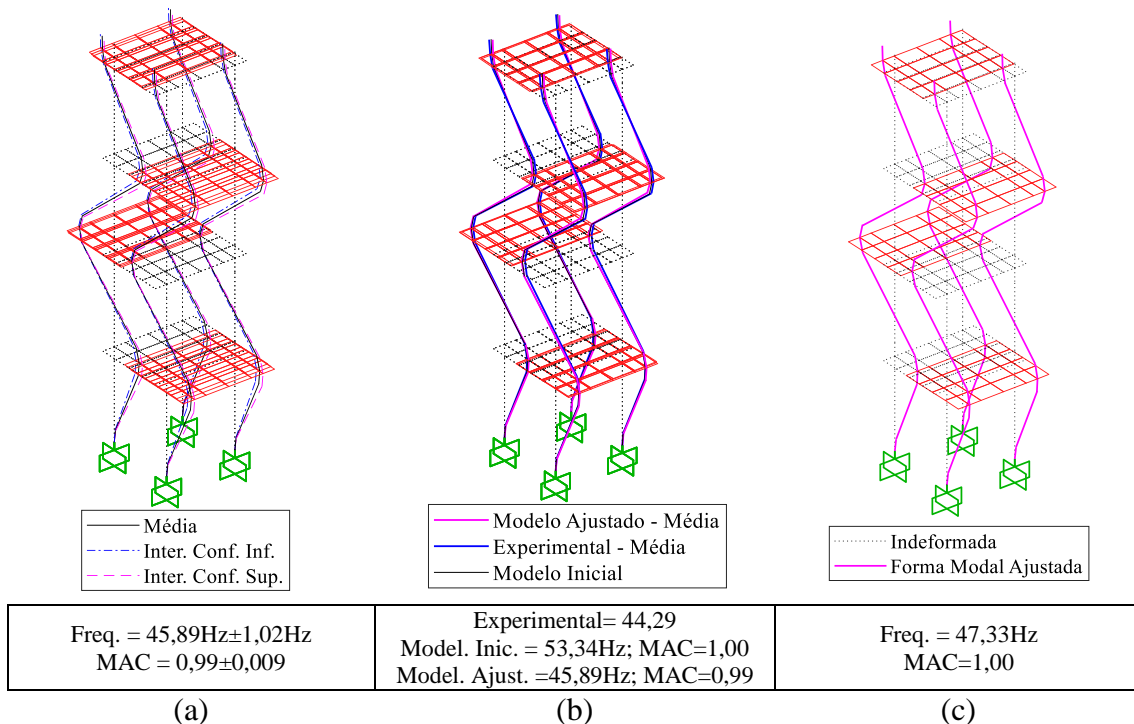 Média
Inter. Conf. Inf.
Inter. Conf. Sup.
Modelo Ajustado - Média
Experimental - Média
Modelo Inicial
Indeformada
Forma Modal Ajustada
Freq. = 45,89Hz±1,02Hz
MAC = 0,99±0,009
Experimental= 44,29
Model. Inic. = 53,34Hz; MAC=1,00
Model. Ajust. =45,89Hz; MAC=0,99
Freq. = 47,33Hz
MAC=1,00
(a)
(b)
(c)